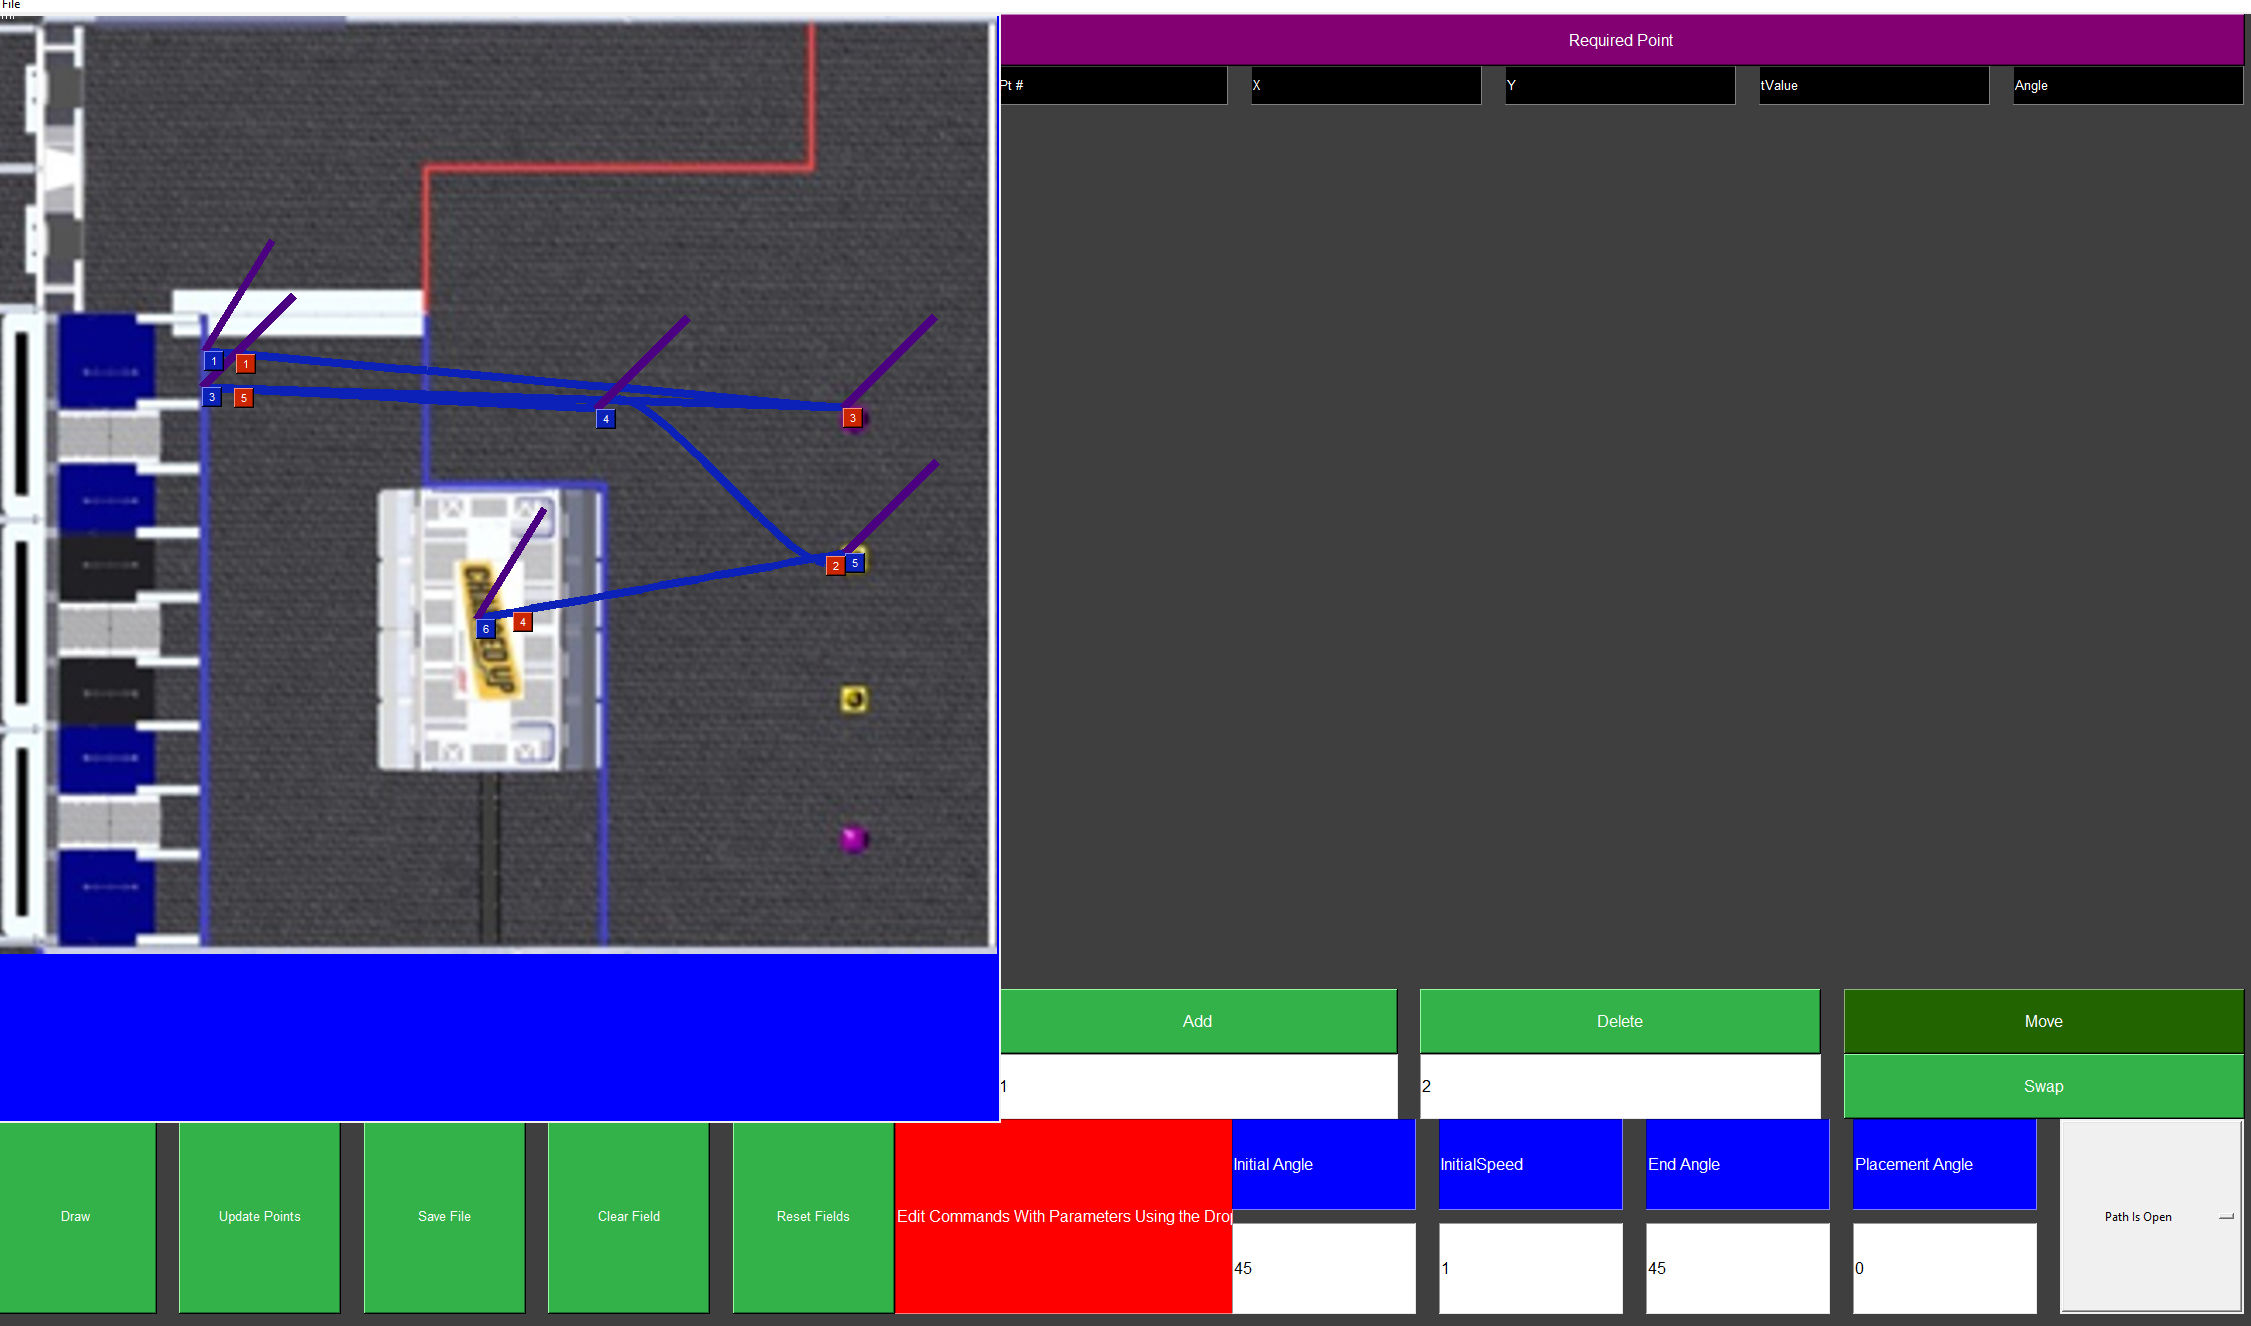 File
Required Point
Pt #
X
Y
tValue
Angle
1
1
3
5
4
3
2
5
6
4
CHARGED UP
Add
Delete
Move
1
2
Swap
Draw
Update Points
Save File
Clear Field
Reset Fields
Edit Commands With Parameters Using the Dro
Initial Angle
InitialSpeed
End Angle
Placement Angle
Path Is Open
45
1
45
0